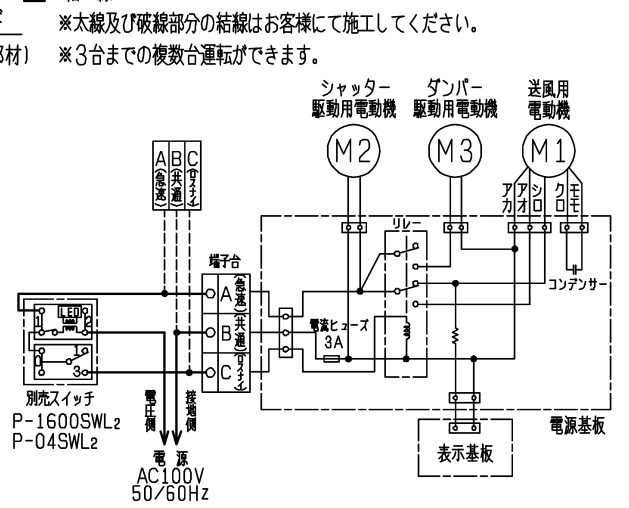 ※太線及び破線部分の結線はお客様にて施工してください。
部材)
※3台までの複数台運転ができます。
シャッター
駆動用電動機
ダンパー
駆動用電動機
送風用
電動機
M2
M3
M1
A
(急速)
B
(共通)
C
(ロスナイ)
アカ
アオ
シロ
クロ
モモ
リレー
端子台
A
(急速)
B
(共通)
C
(ロスナイ)
コンデンサー
電流ヒューズ
3A
LED
1
2
0
1
3
別売スイッチ
P-1600SWL2
P-04SWL2
電圧側
接地側
電源
AC100V
50/60Hz
表示基板
電源基板